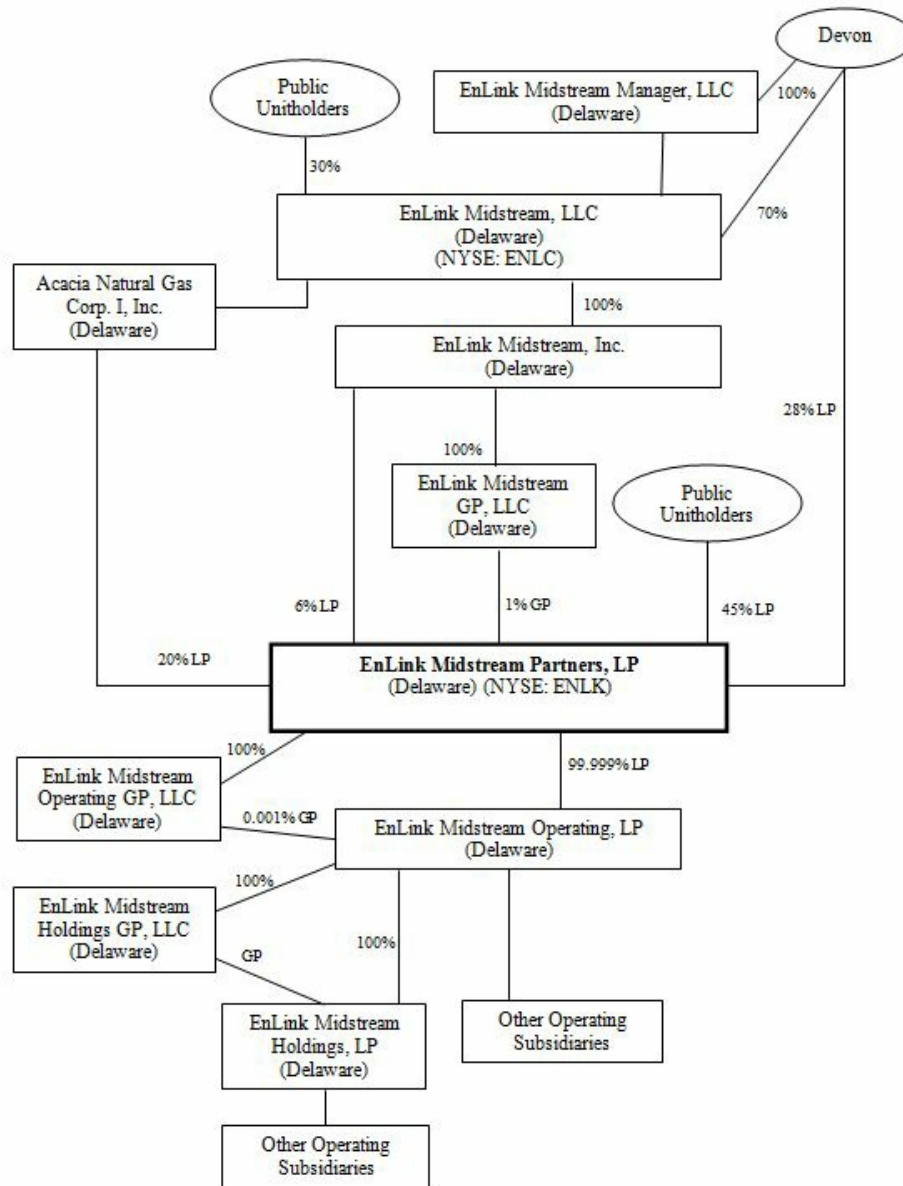 Devon
Public
Unitholders
EnLink Midstream Manager, LLC
(Delaware)
100%
30%
70%
EnLink Midstream, LLC
(Delaware)
(NYSE: ENLC)
Acacia Natural Gas
Corp. I, Inc.
(Delaware)
100%
EnLink Midstream, Inc.
(Delaware)
28% LP
100%
EnLink Midstream
GP, LLC
(Delaware)
Public
Unitholders
6% LP
1% GP
45% LP
20% LP
EnLink Midstream Partners, LP
(Delaware) (NYSE: ENLK)
100%
99.999% LP
EnLink Midstream
Operating GP, LLC
(Delaware)
0.001% GP
EnLink Midstream Operating, LP
(Delaware)
100%
EnLink Midstream
Holdings GP, LLC
(Delaware)
100%
GP
EnLink Midstream
Holdings, LP
(Delaware)
Other Operating
Subsidiaries
Other Operating
Subsidiaries